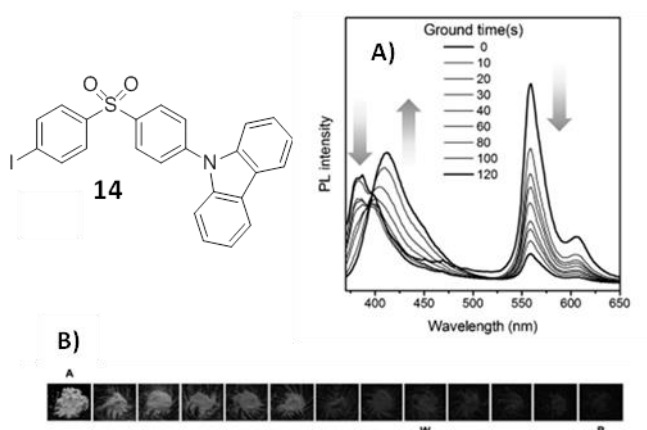 O O
S
I
N
14
A)
Ground time(s)
0
10
20
30
40
60
80
100
120
PL intensity
400 450 500 550 600 650
Wavelength (nm)
B)
A
W